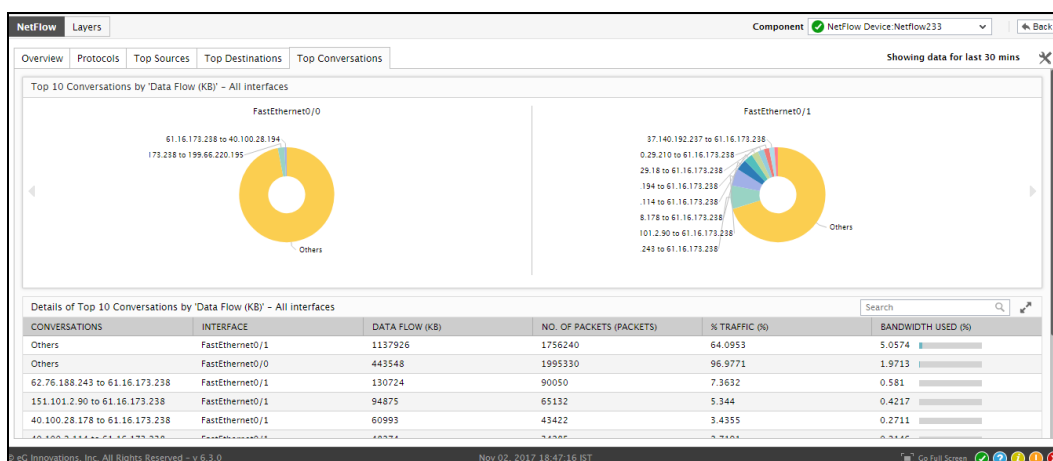 NetFlow Layers Component NetFlow Device:Netflow233 Back
Overview Protocols Top Sources Top Destinations Top Conversations Showing data for last 30 mins
Top 10 Conversations by 'Data Flow (KB)' - All interfaces
FastEthernet0/0
61.16.173.238 to 40.100.28.194
173.238 to 199.66.220.195
Others
FastEthernet0/1
37.140.192.237 to 61.16.173.238
0.29.210 to 61.16.173.238
29.18 to 61.16.173.238
.194 to 61.16.173.238
.114 to 61.16.173.238
8.178 to 61.16.173.238
101.2.90 to 61.16.173.238
243 to 61.16.173.238
Others
Details of Top 10 Conversations by 'Data Flow (KB)' - All interfaces Search
CONVERSATIONS INTERFACE DATA FLOW (KB) NO. OF PACKETS (PACKETS) % TRAFFIC (%) BANDWIDTH USED (%)
Others FastEthernet0/1 1137926 1756240 64.0953 5.0574
Others FastEthernet0/0 443548 1995330 96.9771 1.9713
62.76.188.243 to 61.16.173.238 FastEthernet0/1 130724 90050 7.3632 0.581
151.101.2.90 to 61.16.173.238 FastEthernet0/1 94875 65132 5.344 0.4217
40.100.28.178 to 61.16.173.238 FastEthernet0/1 60993 43422 3.4355 0.2711
© eG Innovations, Inc. All Rights Reserved - v 6.3.0 Nov 02, 2017 18:47:16 IST Go Full Screen